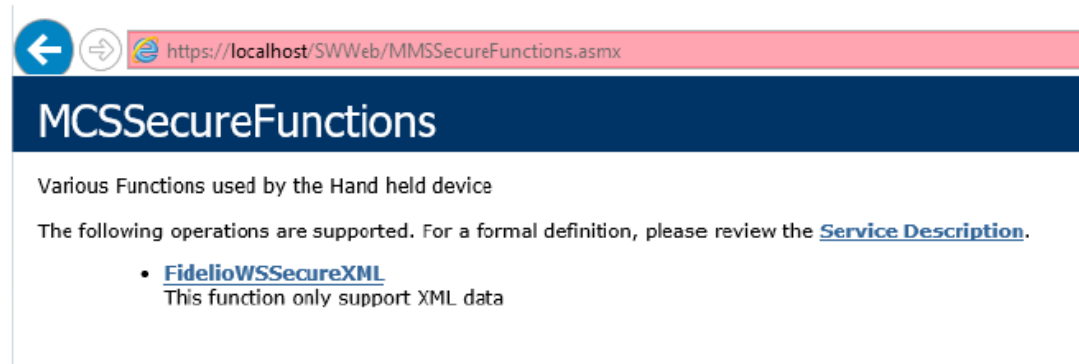 https://localhost/SWWeb/MMSSecureFunctions.asmx
MCSSecureFunctions
Various Functions used by the Hand held device
The following operations are supported. For a formal definition, please review the Service Description.
• FidelioWSSecureXML
This function only support XML data